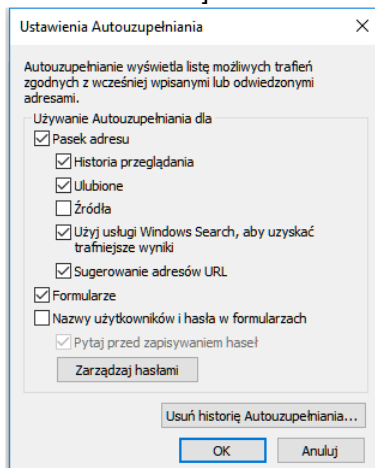 Ustawienia Autouzupełniania
Autouzupełnianie wyświetla listę możliwych trafień
zgodnych z wcześniej wpisanymi lub odwiedzonymi
adresami.
Używanie Autouzupełniania dla
Pasek adresu
Historia przeglądania
Ulubione
Źródła
Użyj usługi Windows Search, aby uzyskać
trafniejsze wyniki
Sugerowanie adresów URL
Formularze
Nazwy użytkowników i hasła w formularzach
Pytaj przed zapisywaniem haseł
Zarządzaj hasłami
Usuń historię Autouzupełniania...
OK Anuluj